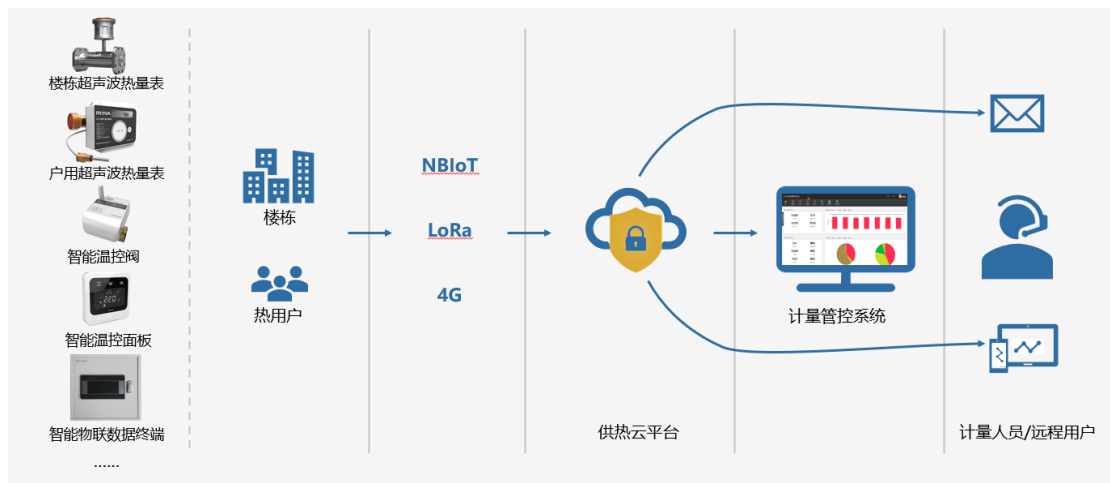 楼栋超声波热量表
户用超声波热量表
智能温控阀
智能温控面板
智能物联数据终端
......
楼栋
热用户
NBIoT
LoRa
4G
供热云平台
计量管控系统
计量人员/远程用户